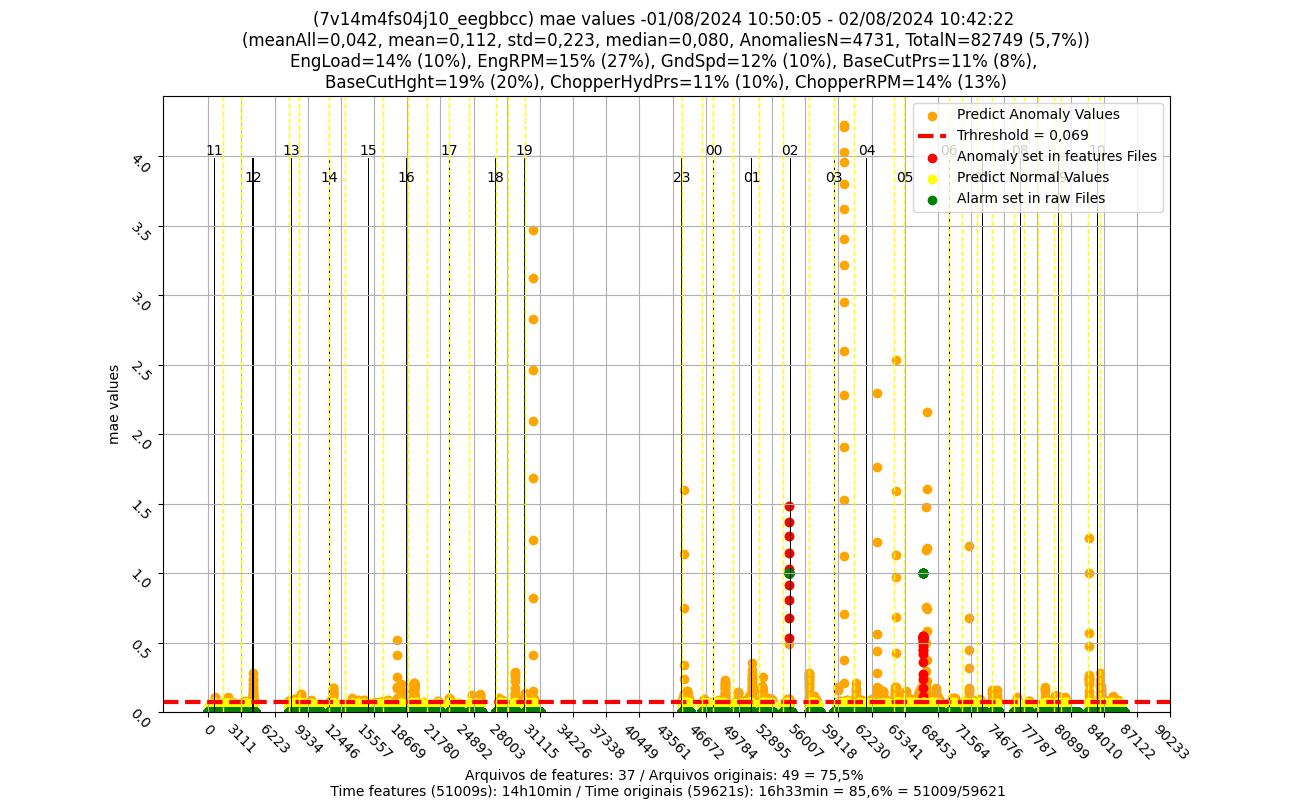 (7v14m4fs04j10_eegbbcc) mae values -01/08/2024 10:50:05 - 02/08/2024 10:42:22
(meanAll=0,042, mean=0,112, std=0,223, median=0,080, AnomaliesN=4731, TotalN=82749 (5,7%))
EngLoad=14% (10%), EngRPM=15% (27%), GndSpd=12% (10%), BaseCutPrs=11% (8%),
BaseCutHght=19% (20%), ChopperHydPrs=11% (10%), ChopperRPM=14% (13%)
Predict Anomaly Values
Trhreshold = 0,069
Anomaly set in features Files
Predict Normal Values
Alarm set in raw Files
11 13 15 17 19 00 02 04 06 08 10
12 14 16 18 23 01 03 05
4.0
3.5
3.0
2.5
2.0
1.5
1.0
0.5
0.0
mae values
0 3111 6223 9334 12446 15557 18669 21780 24892 28003 31115 34226 37338 40449 43561 46672 49784 52895 56007 59118 62230 65341 68453 71564 74676 77787 80899 84010 87122 90233
Arquivos de features: 37 / Arquivos originais: 49 = 75,5%
Time features (51009s): 14h10min / Time originais (59621s): 16h33min = 85,6% = 51009/59621